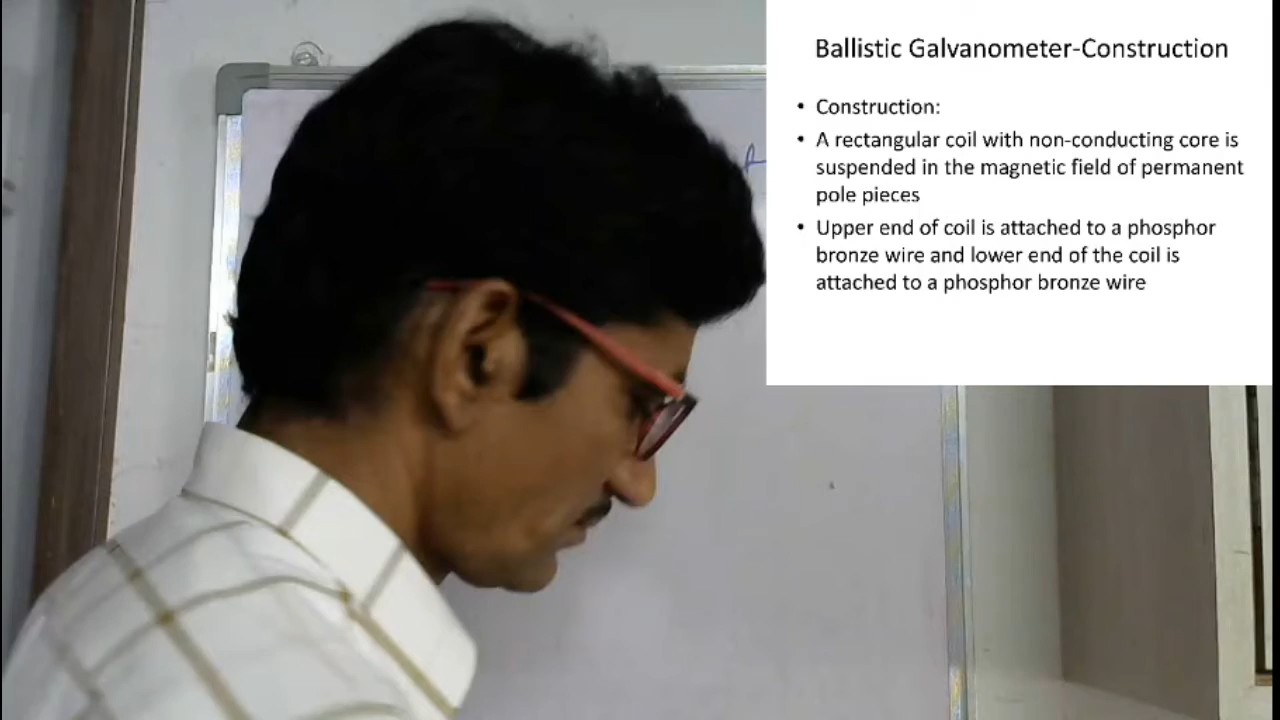 Ballistic Galvanometer-Construction
• Construction:
• A rectangular coil with non-conducting core is
suspended in the magnetic field of permanent
pole pieces
• Upper end of coil is attached to a phosphor
bronze wire and lower end of the coil is
attached to a phosphor bronze wire